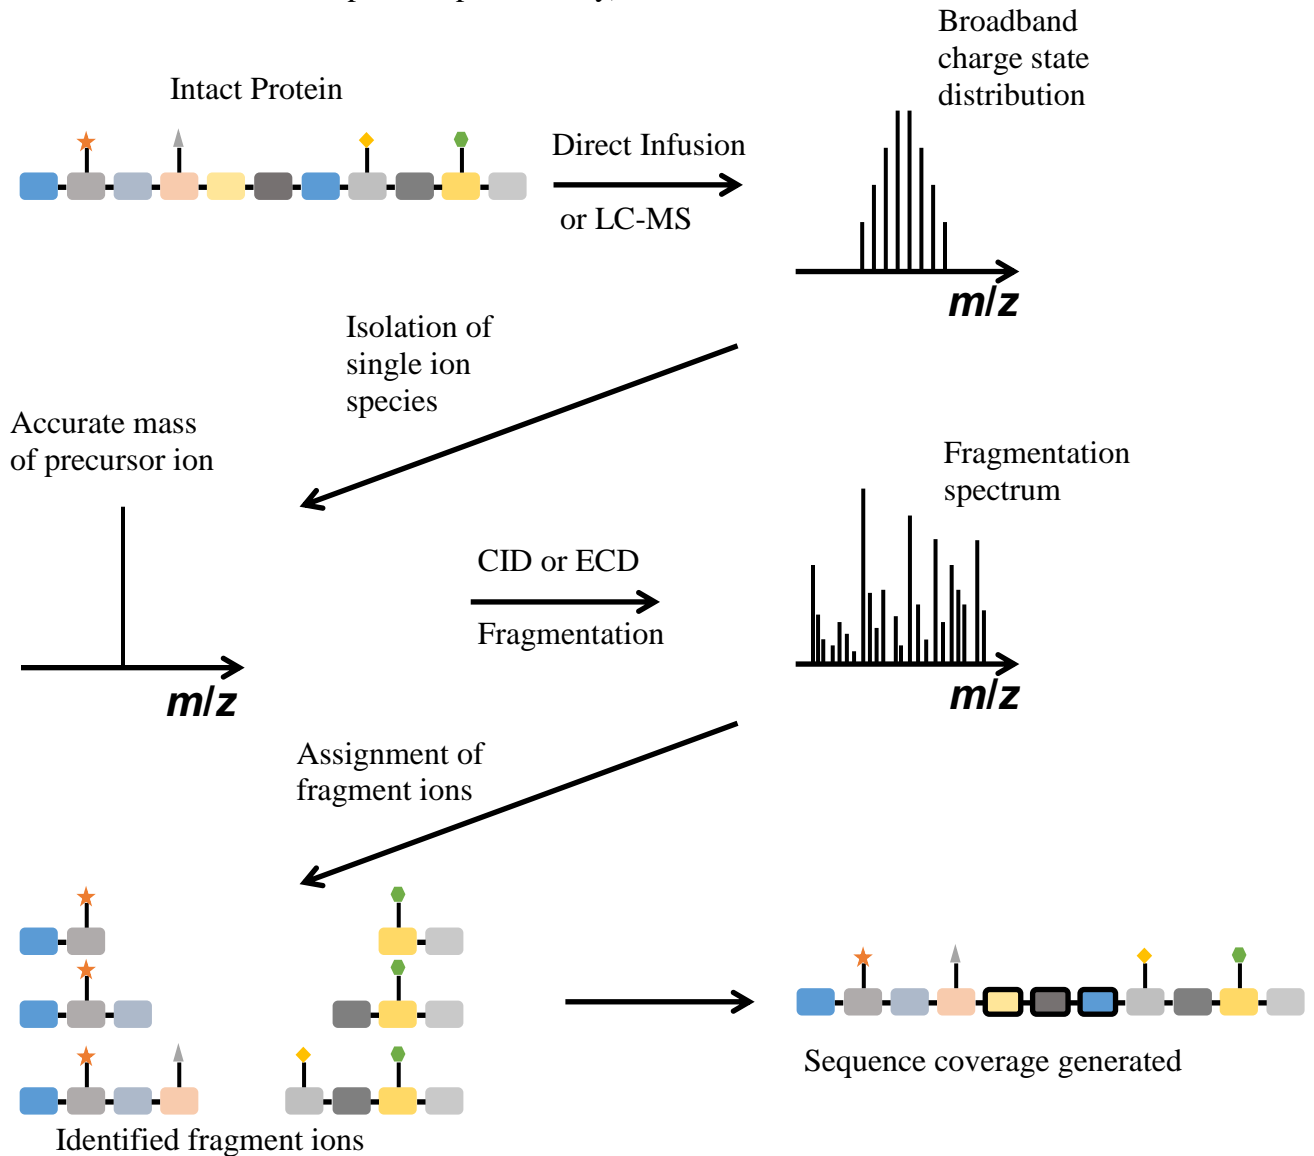 Intact Protein
Direct Infusion
or LC-MS
Broadband
charge state
distribution
m/z
Isolation of
single ion
species
Accurate mass
of precursor ion
m/z
CID or ECD
Fragmentation
Fragmentation
spectrum
m/z
Assignment of
fragment ions
Identified fragment ions
Sequence coverage generated